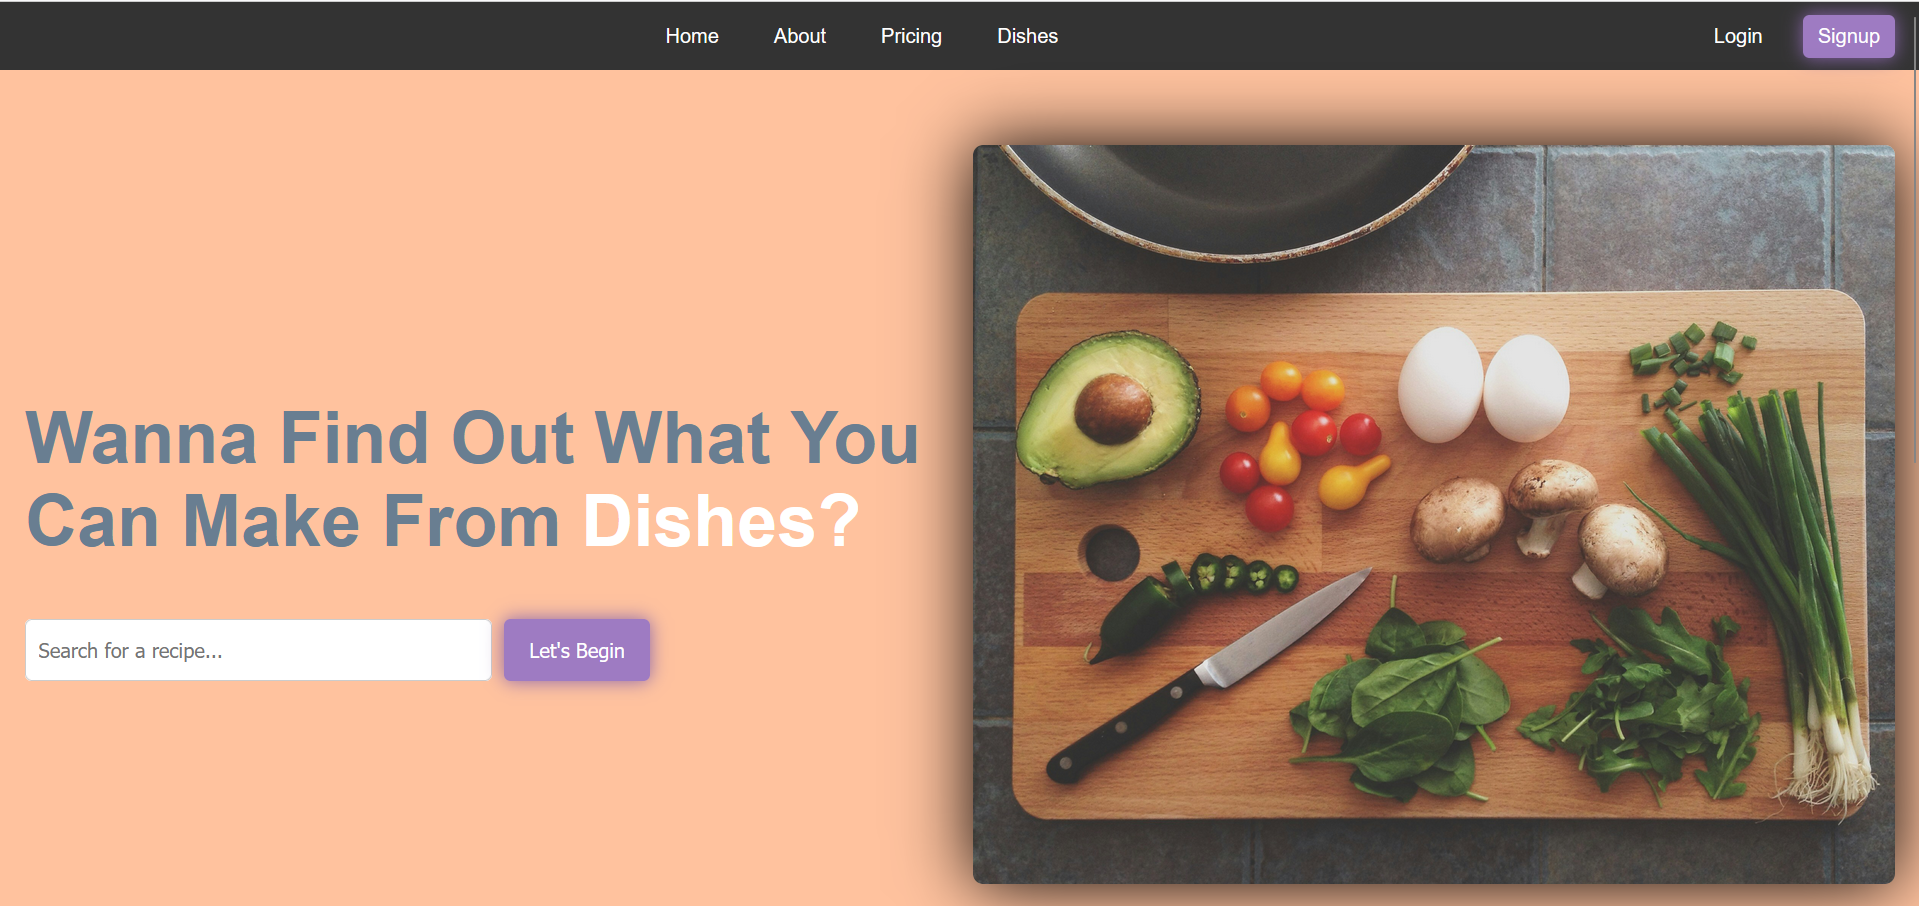 Home About Pricing Dishes Login Signup
Wanna Find Out What You
Can Make From Dishes?
Search for a recipe... Let's Begin